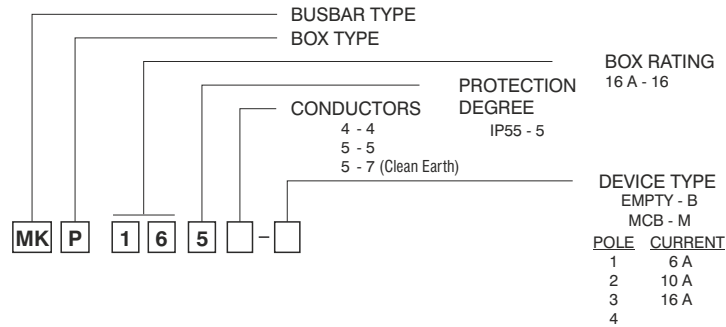 BUSBAR TYPE
BOX TYPE
BOX RATING
16 A - 16
PROTECTION
DEGREE
IP55 - 5
CONDUCTORS
4 - 4
5 - 5
5 - 7 (Clean Earth)
DEVICE TYPE
EMPTY - B
MCB - M
POLE CURRENT
1 6 A
2 10 A
3 16 A
4
MK P 1 6 5 -